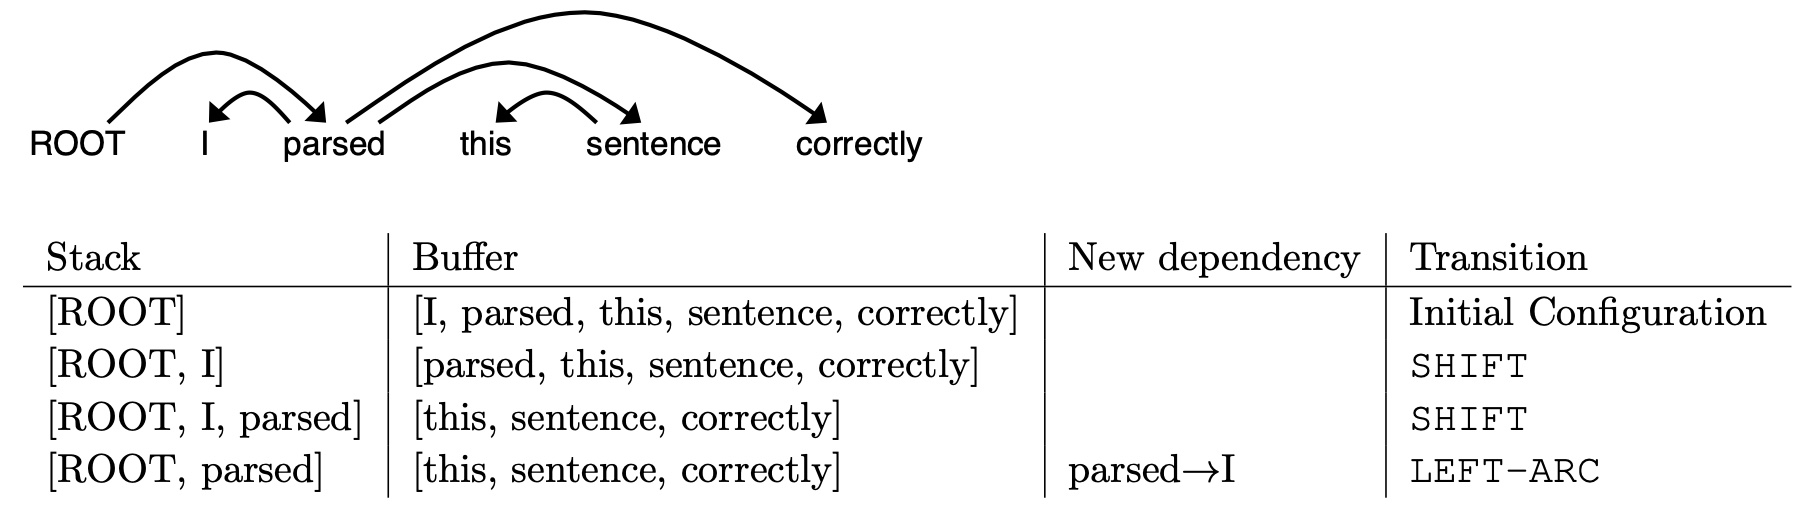 ROOT I parsed this sentence correctly
Stack Buffer New dependency Transition
[ROOT] [I, parsed, this, sentence, correctly] Initial Configuration
[ROOT, I] [parsed, this, sentence, correctly] SHIFT
[ROOT, I, parsed] [this, sentence, correctly] SHIFT
[ROOT, parsed] [this, sentence, correctly] parsed→I LEFT-ARC